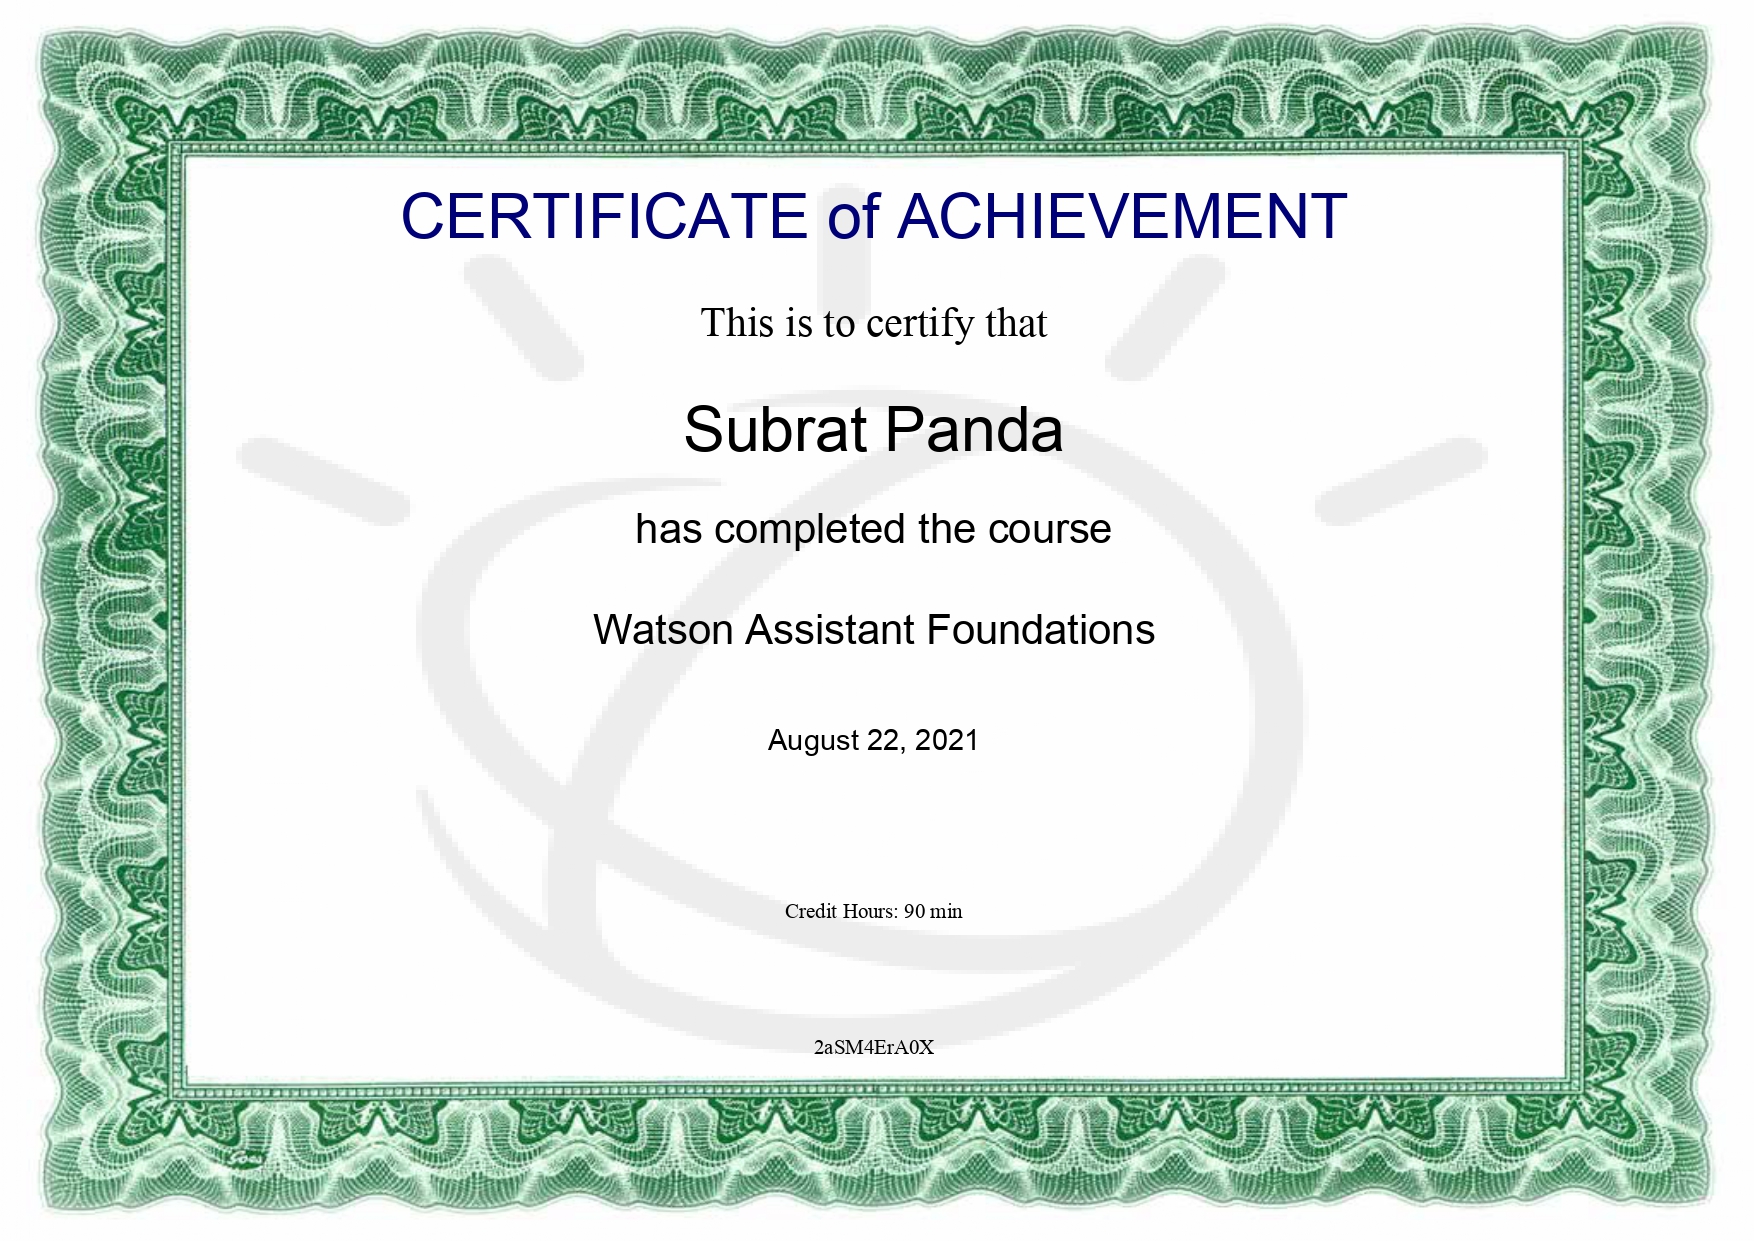 CERTIFICATE of ACHIEVEMENT
This is to certify that
Subrat Panda
has completed the course
Watson Assistant Foundations
August 22, 2021
Credit Hours: 90 min
2aSM4ErA0X
Goes